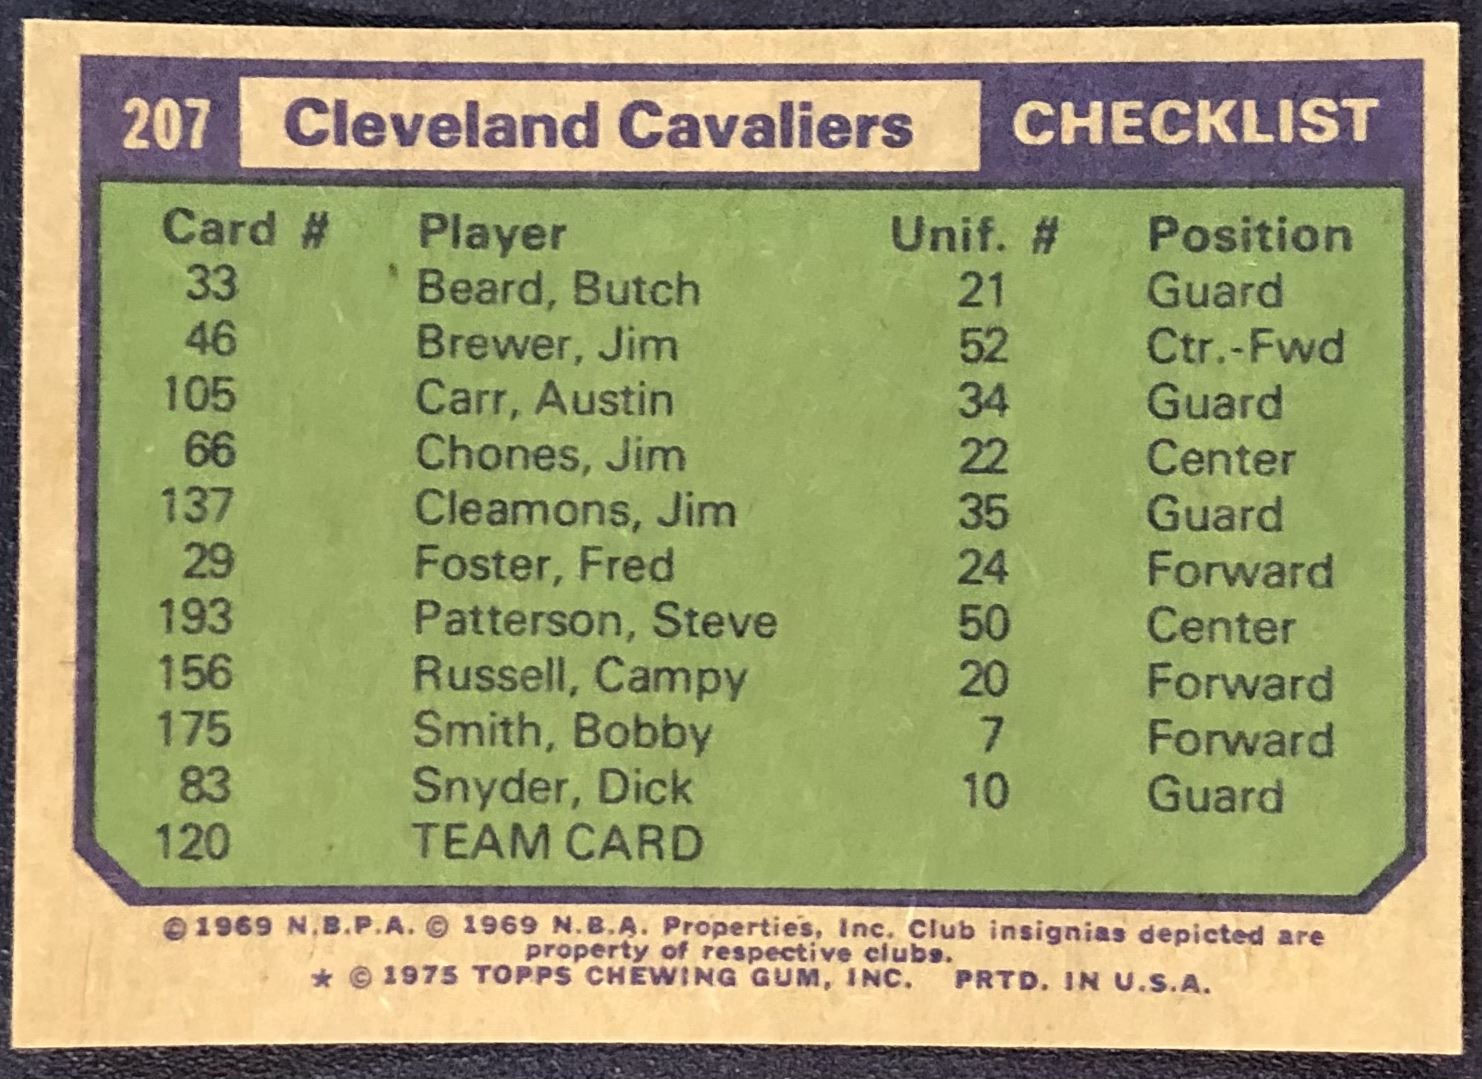 207 Cleveland Cavaliers CHECKLIST
Card # Player Unif. # Position
33 Beard, Butch 21 Guard
46 Brewer, Jim 52 Ctr.-Fwd
105 Carr, Austin 34 Guard
66 Chones, Jim 22 Center
137 Cleamons, Jim 35 Guard
29 Foster, Fred 24 Forward
193 Patterson, Steve 50 Center
156 Russell, Campy 20 Forward
175 Smith, Bobby 7 Forward
83 Snyder, Dick 10 Guard
120 TEAM CARD
© 1969 N.B.P.A. © 1969 N.B.A. Properties, Inc. Club insignias depicted are
property of respective clubs.
★ © 1975 TOPPS CHEWING GUM, INC. PRTD. IN U.S.A.